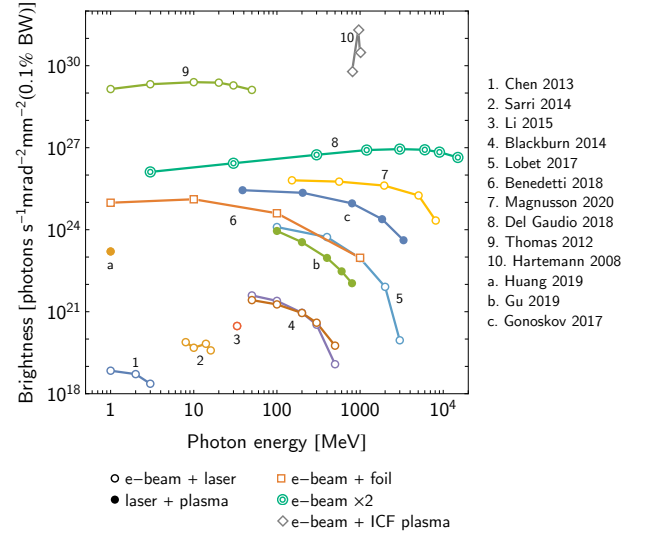 Brightness [photons s⁻¹mrad⁻²mm⁻²(0.1% BW)]
10³⁰
10²⁷
10²⁴
10²¹
10¹⁸
1 10 100 1000 10⁴
Photon energy [MeV]
10
9
8
7
6
c
b
a
5
4
3
2
1
1. Chen 2013
2. Sarri 2014
3. Li 2015
4. Blackburn 2014
5. Lobet 2017
6. Benedetti 2018
7. Magnusson 2020
8. Del Gaudio 2018
9. Thomas 2012
10. Hartemann 2008
a. Huang 2019
b. Gu 2019
c. Gonoskov 2017
e−beam + laser
laser + plasma
e−beam + foil
e−beam ×2
e−beam + ICF plasma